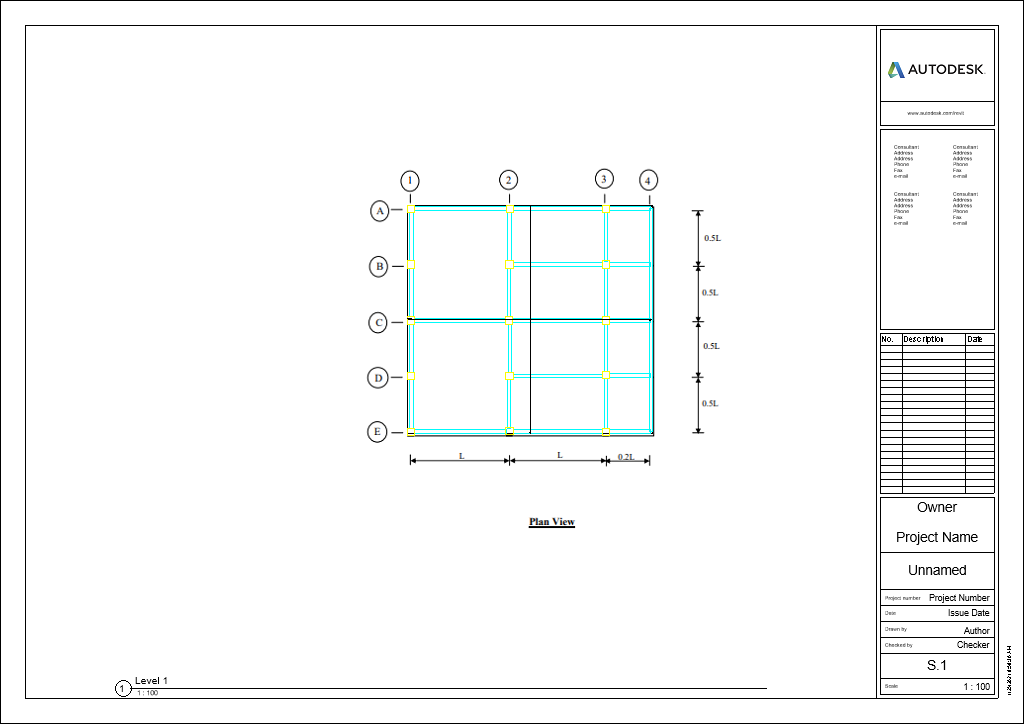 1 2 3 4
A
B
C
D
E
0.5L
0.5L
0.5L
0.5L
L L 0.2L
Plan View
1 Level 1
1 : 100
AUTODESK
www.autodesk.com/revit
Consultant
Address
Address
Phone
Fax
e-mail
Consultant
Address
Address
Phone
Fax
e-mail
Consultant
Address
Address
Phone
Fax
e-mail
Consultant
Address
Address
Phone
Fax
e-mail
No. Description Date
Owner
Project Name
Unnamed
Project number Project Number
Date Issue Date
Drawn by Author
Checked by Checker
S.1
Scale 1 : 100